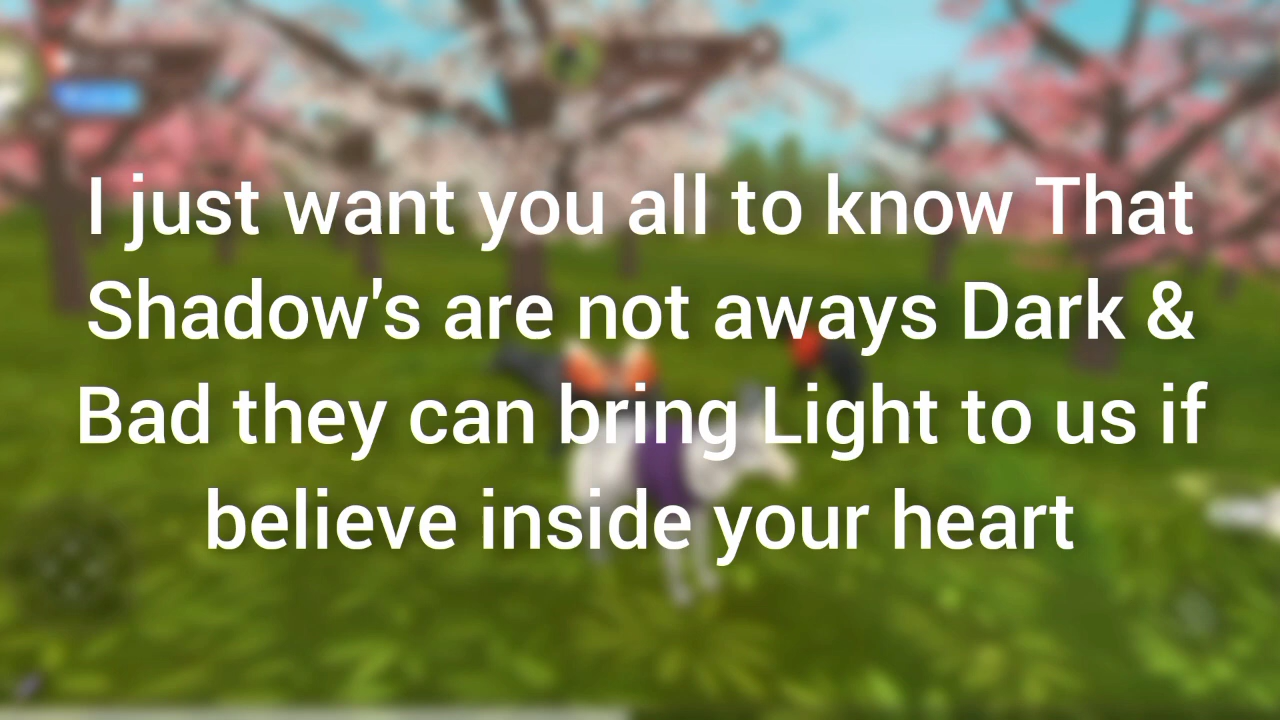 I just want you all to know That
Shadow's are not aways Dark &
Bad they can bring Light to us if
believe inside your heart